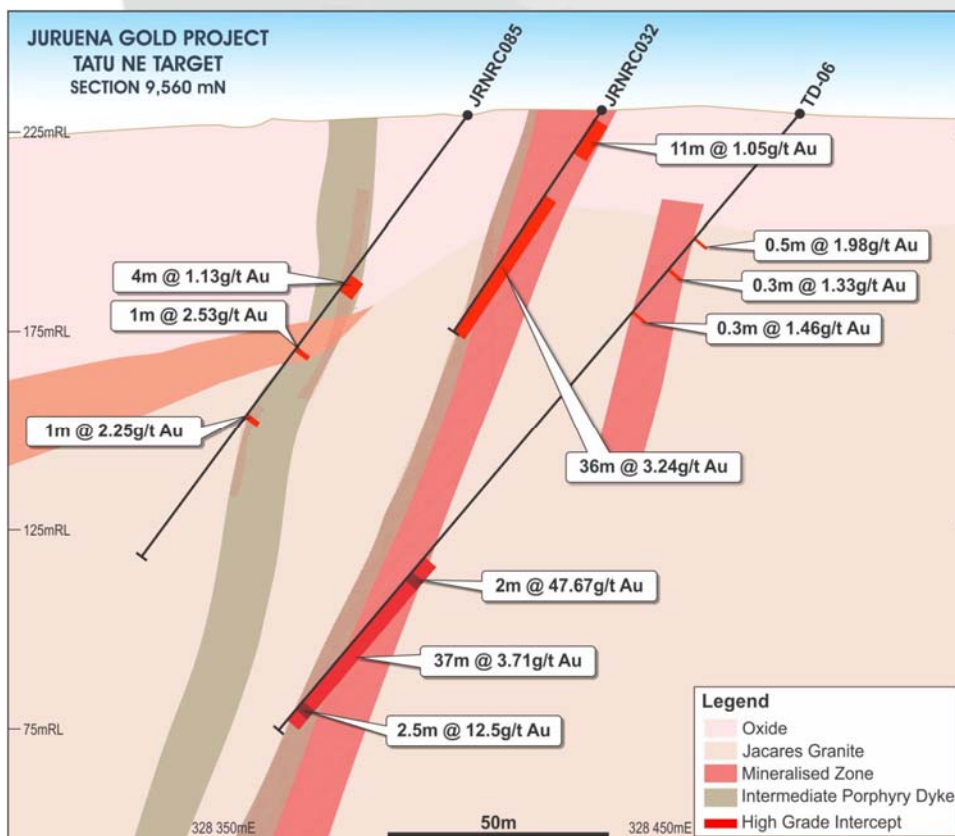 JURUENA GOLD PROJECT
TATU NE TARGET
SECTION 9,560 mN
JRNRC085
JRNRC032
TD-06
225mRL
11m @ 1.05g/t Au
0.5m @ 1.98g/t Au
4m @ 1.13g/t Au
0.3m @ 1.33g/t Au
1m @ 2.53g/t Au
0.3m @ 1.46g/t Au
175mRL
1m @ 2.25g/t Au
36m @ 3.24g/t Au
125mRL
2m @ 47.67g/t Au
37m @ 3.71g/t Au
2.5m @ 12.5g/t Au
75mRL
Legend
Oxide
Jacares Granite
Mineralised Zone
Intermediate Porphyry Dyke
High Grade Intercept
328 350mE
50m
328 450mE